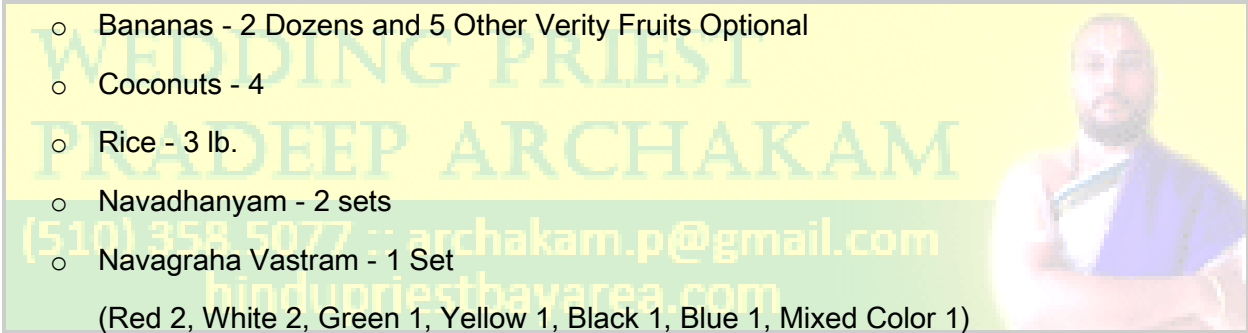 o Bananas - 2 Dozens and 5 Other Verity Fruits Optional
WEDDING PRIEST
o Coconuts - 4
o Rice - 3 lb.
PRADEEP ARCHAKAM
o Navadhanyam - 2 sets
(510) 358 5077 :: archakam.p@gmail.com
o Navagraha Vastram - 1 Set
hindupriestbayarea.com
(Red 2, White 2, Green 1, Yellow 1, Black 1, Blue 1, Mixed Color 1)